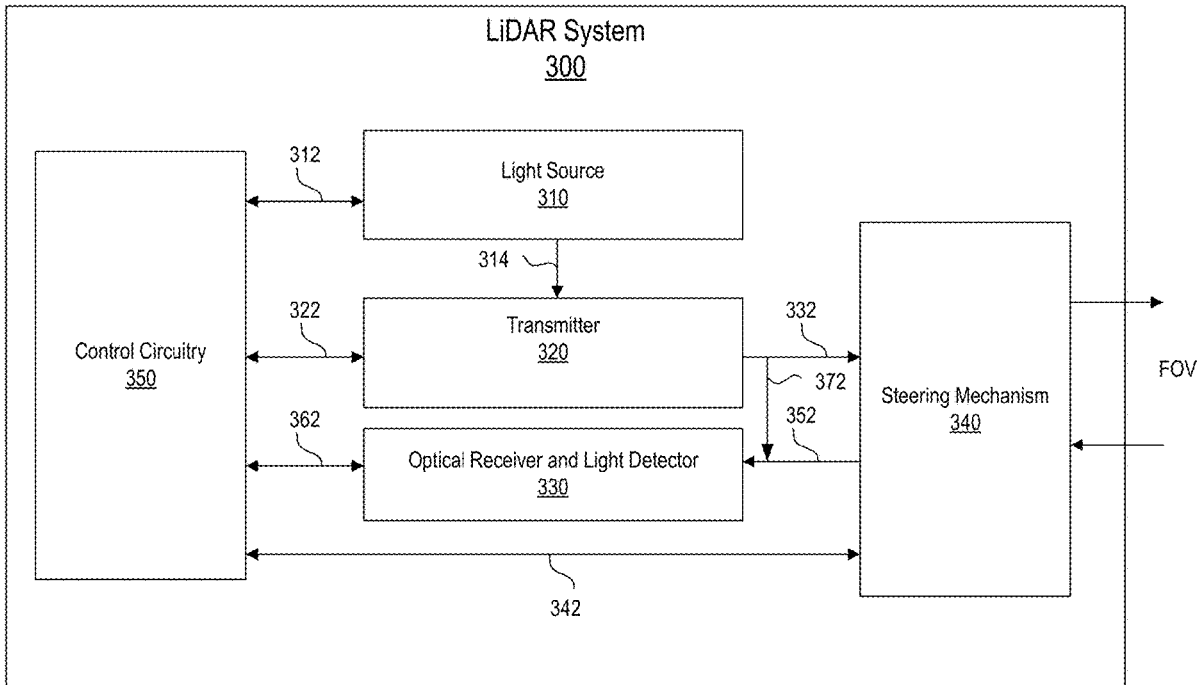 LiDAR System
300
312
Light Source
310
314
322
Transmitter
320
332
372
Control Circuitry
350
FOV
Steering Mechanism
340
362
352
Optical Receiver and Light Detector
330
342